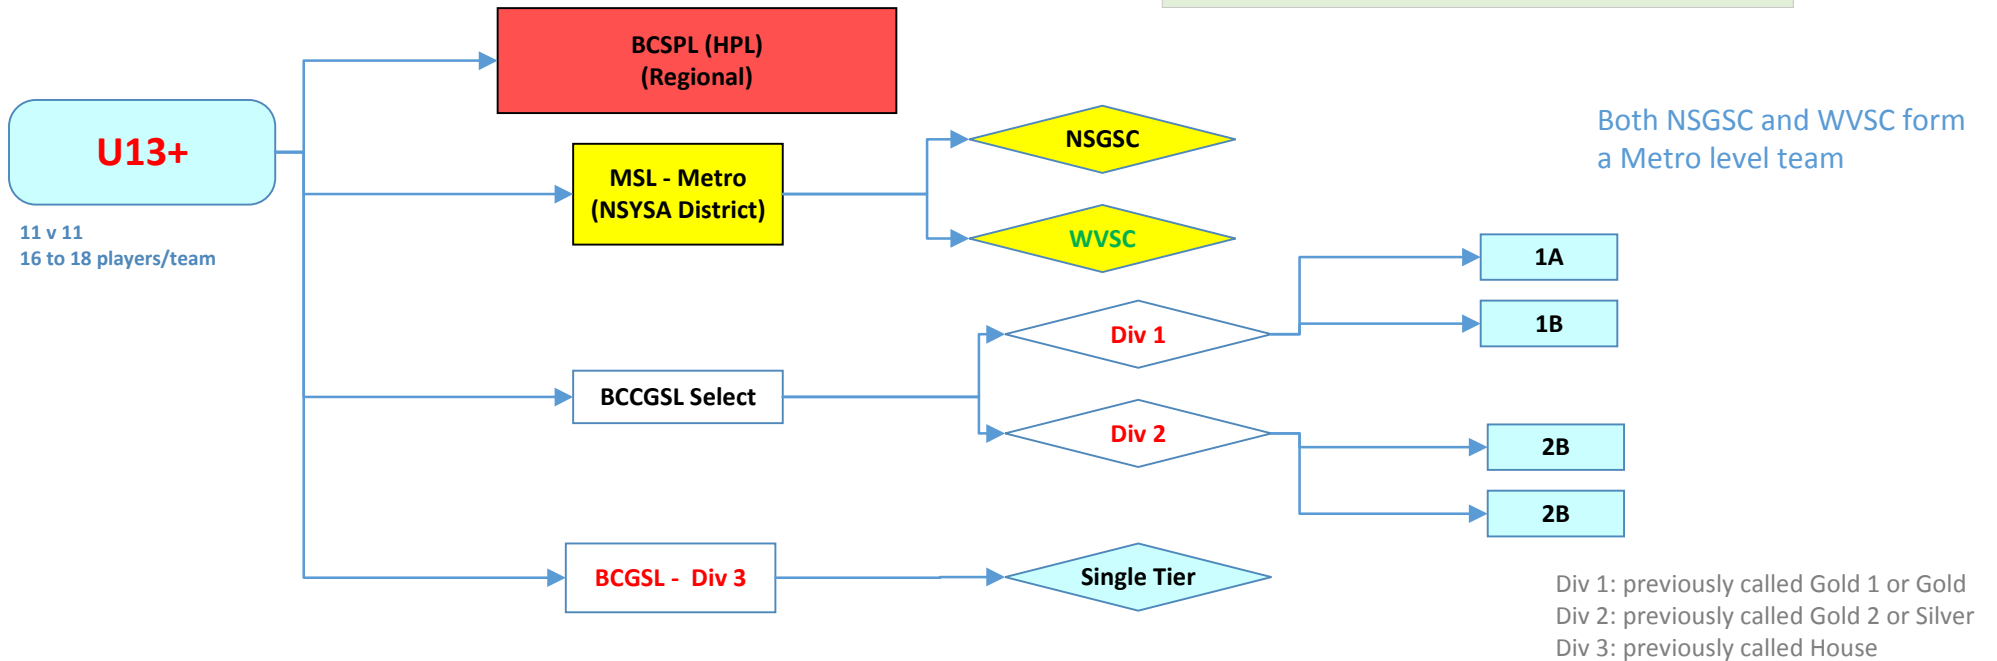 BCSPL (HPL)
(Regional)
U13+
11 v 11
16 to 18 players/team
MSL - Metro
(NSYSA District)
NSGSC
WVSC
Both NSGSC and WVSC form
a Metro level team
1A
1B
Div 1
BCCGSL Select
Div 2
2B
2B
BCGSL - Div 3
Single Tier
Div 1: previously called Gold 1 or Gold
Div 2: previously called Gold 2 or Silver
Div 3: previously called House